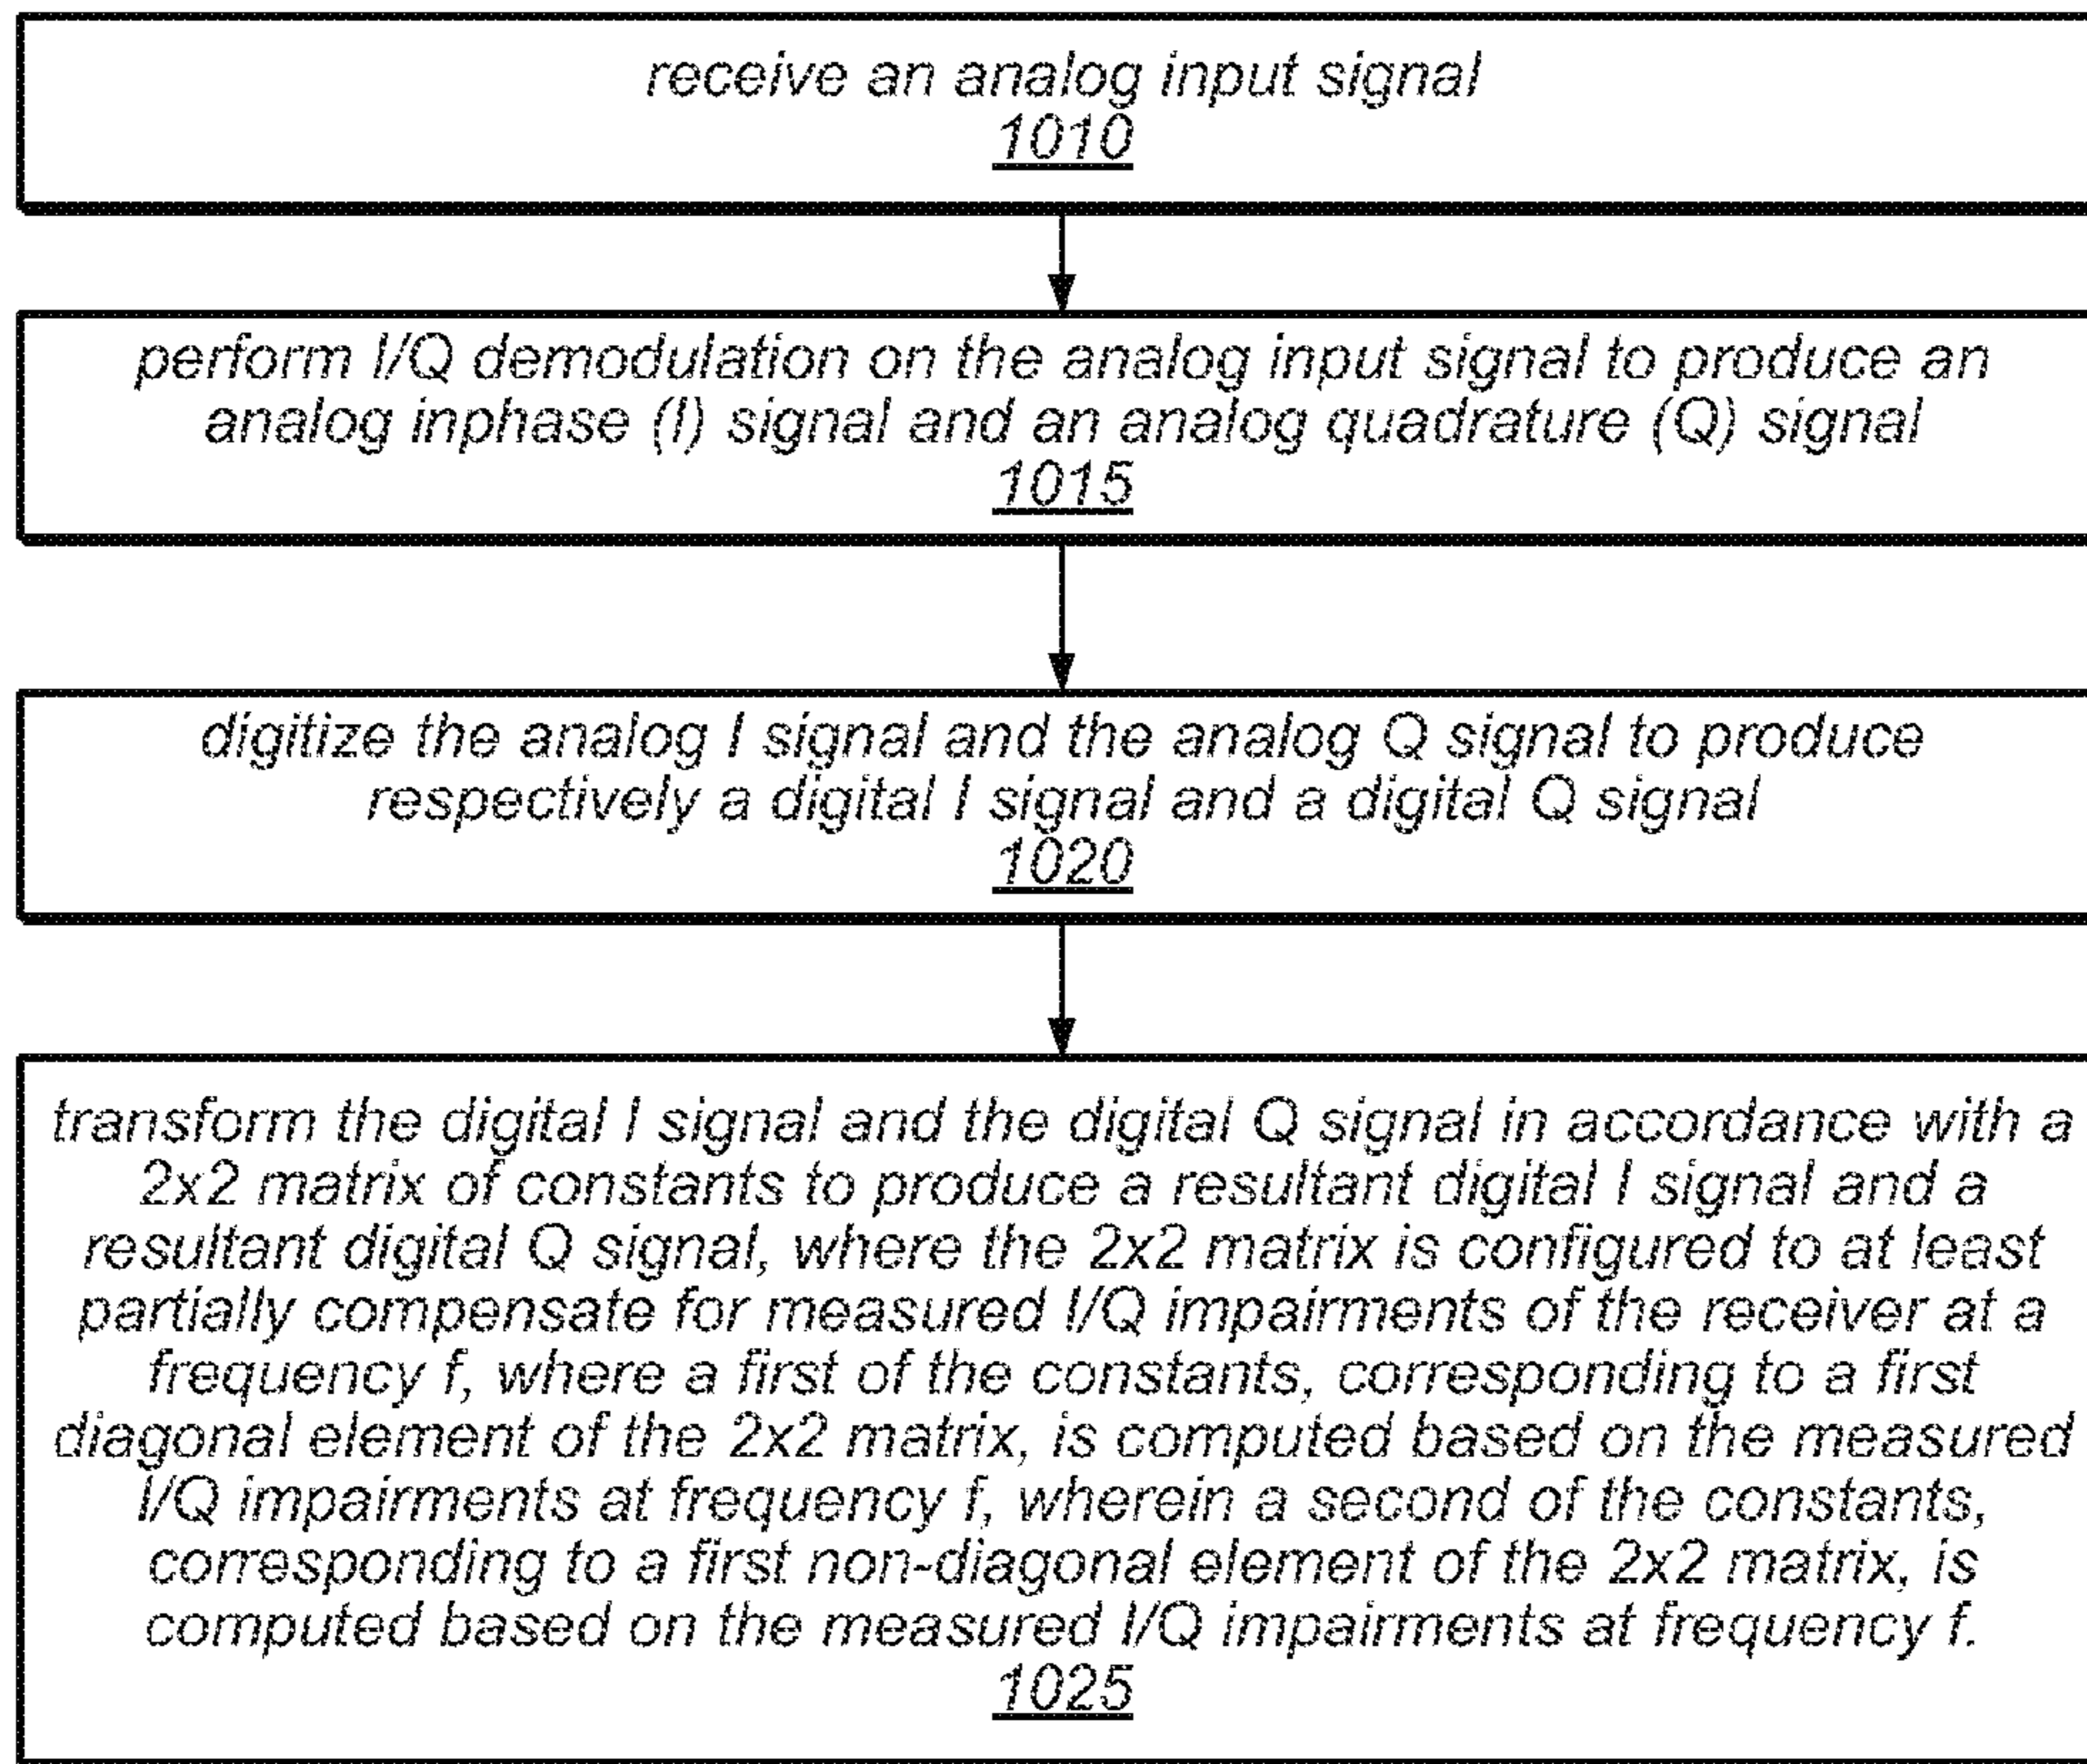 receive an analog input signal
1010
perform I/Q demodulation on the analog input signal to produce an
analog inphase (I) signal and an analog quadrature (Q) signal
1015
digitize the analog I signal and the analog Q signal to produce
respectively a digital I signal and a digital Q signal
1020
transform the digital I signal and the digital Q signal in accordance with a
2x2 matrix of constants to produce a resultant digital I signal and a
resultant digital Q signal, where the 2x2 matrix is configured to at least
partially compensate for measured I/Q impairments of the receiver at a
frequency f, where a first of the constants, corresponding to a first
diagonal element of the 2x2 matrix, is computed based on the measured
I/Q impairments at frequency f, wherein a second of the constants,
corresponding to a first non-diagonal element of the 2x2 matrix, is
computed based on the measured I/Q impairments at frequency f.
1025